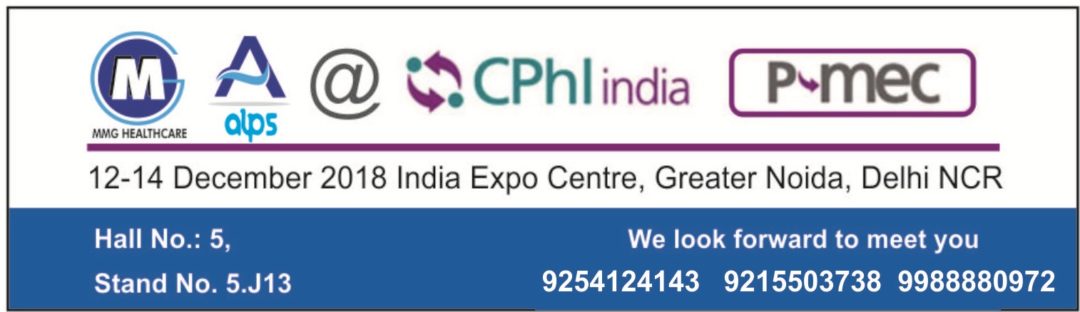 MG
MMG HEALTHCARE
A
alps
@
CPhI india
P-mec
12-14 December 2018 India Expo Centre, Greater Noida, Delhi NCR
Hall No.: 5,
Stand No. 5.J13
We look forward to meet you
9254124143 9215503738 9988880972